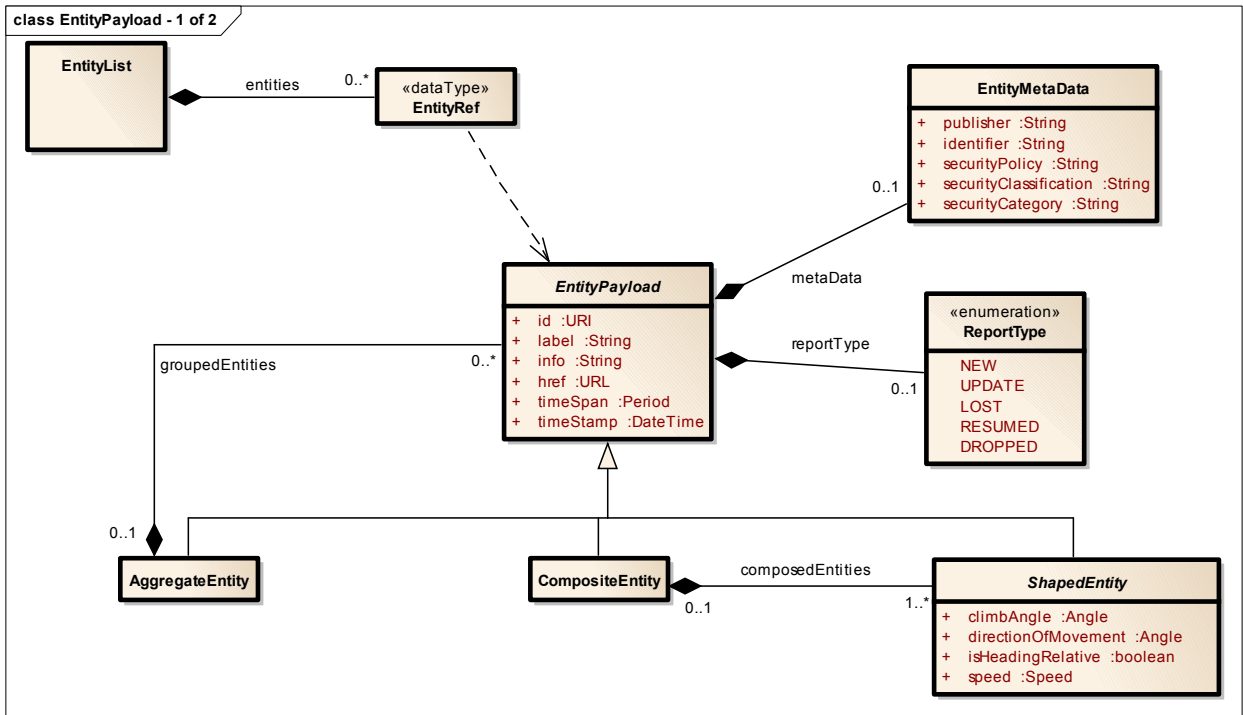 class EntityPayload - 1 of 2
EntityList
entities
0..*
«dataType»
EntityRef
EntityMetaData
+ publisher :String
+ identifier :String
+ securityPolicy :String
+ securityClassification :String
+ securityCategory :String
0..1
metaData
EntityPayload
+ id :URI
+ label :String
+ info :String
+ href :URL
+ timeSpan :Period
+ timeStamp :DateTime
«enumeration»
ReportType
NEW
UPDATE
LOST
RESUMED
DROPPED
reportType
0..1
groupedEntities
0..*
0..1
AggregateEntity
CompositeEntity
composedEntities
0..1
1..*
ShapedEntity
+ climbAngle :Angle
+ directionOfMovement :Angle
+ isHeadingRelative :boolean
+ speed :Speed